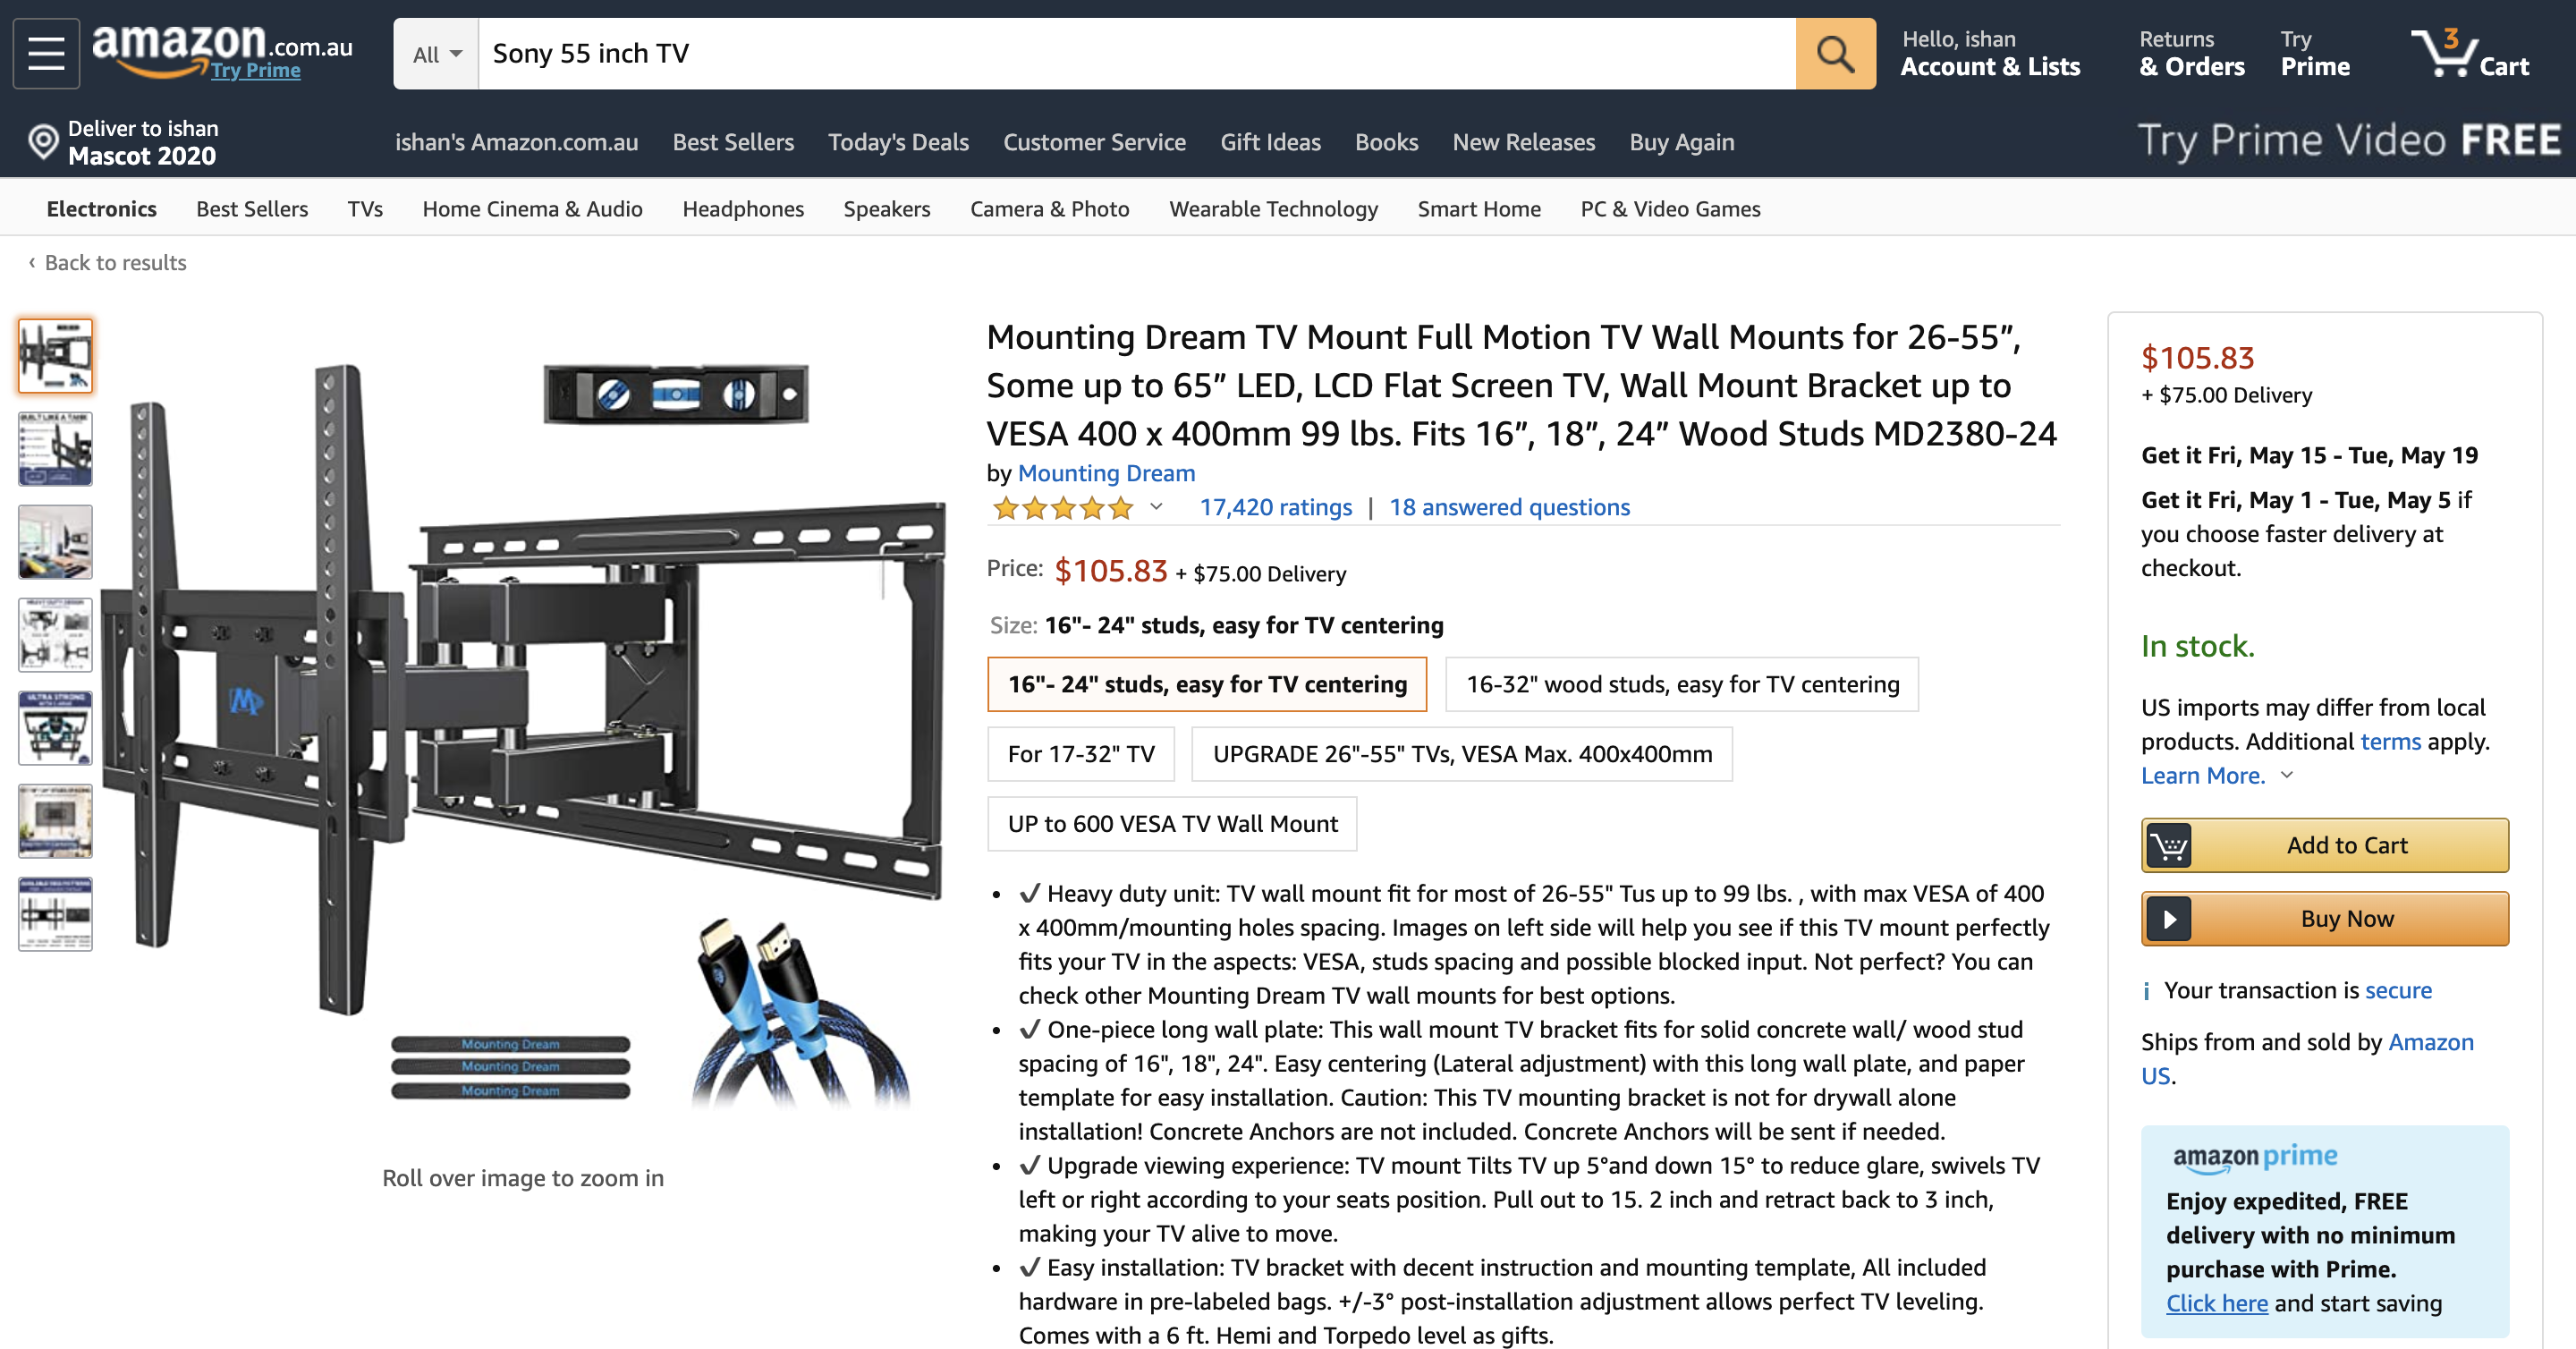 amazon.com.au
Try Prime
All
Sony 55 inch TV
Hello, ishan
Account & Lists
Returns
& Orders
Try
Prime
3
Cart
Deliver to ishan
Mascot 2020
ishan's Amazon.com.au
Best Sellers
Today's Deals
Customer Service
Gift Ideas
Books
New Releases
Buy Again
Try Prime Video FREE
Electronics
Best Sellers
TVs
Home Cinema & Audio
Headphones
Speakers
Camera & Photo
Wearable Technology
Smart Home
PC & Video Games
‹ Back to results
Mounting Dream
Mounting Dream
Mounting Dream
Roll over image to zoom in
Mounting Dream TV Mount Full Motion TV Wall Mounts for 26-55”,
Some up to 65” LED, LCD Flat Screen TV, Wall Mount Bracket up to
VESA 400 x 400mm 99 lbs. Fits 16”, 18”, 24” Wood Studs MD2380-24
by Mounting Dream
17,420 ratings | 18 answered questions
Price: $105.83 + $75.00 Delivery
Size: 16"- 24" studs, easy for TV centering
16"- 24" studs, easy for TV centering
16-32" wood studs, easy for TV centering
For 17-32" TV
UPGRADE 26"-55" TVs, VESA Max. 400x400mm
UP to 600 VESA TV Wall Mount
• ✔ Heavy duty unit: TV wall mount fit for most of 26-55" Tus up to 99 lbs. , with max VESA of 400
x 400mm/mounting holes spacing. Images on left side will help you see if this TV mount perfectly
fits your TV in the aspects: VESA, studs spacing and possible blocked input. Not perfect? You can
check other Mounting Dream TV wall mounts for best options.
• ✔ One-piece long wall plate: This wall mount TV bracket fits for solid concrete wall/ wood stud
spacing of 16", 18", 24". Easy centering (Lateral adjustment) with this long wall plate, and paper
template for easy installation. Caution: This TV mounting bracket is not for drywall alone
installation! Concrete Anchors are not included. Concrete Anchors will be sent if needed.
• ✔ Upgrade viewing experience: TV mount Tilts TV up 5°and down 15° to reduce glare, swivels TV
left or right according to your seats position. Pull out to 15. 2 inch and retract back to 3 inch,
making your TV alive to move.
• ✔ Easy installation: TV bracket with decent instruction and mounting template, All included
hardware in pre-labeled bags. +/-3° post-installation adjustment allows perfect TV leveling.
Comes with a 6 ft. Hemi and Torpedo level as gifts.
$105.83
+ $75.00 Delivery
Get it Fri, May 15 - Tue, May 19
Get it Fri, May 1 - Tue, May 5 if
you choose faster delivery at
checkout.
In stock.
US imports may differ from local
products. Additional terms apply.
Learn More.
Add to Cart
Buy Now
Your transaction is secure
Ships from and sold by Amazon
US.
amazon prime
Enjoy expedited, FREE
delivery with no minimum
purchase with Prime.
Click here and start saving